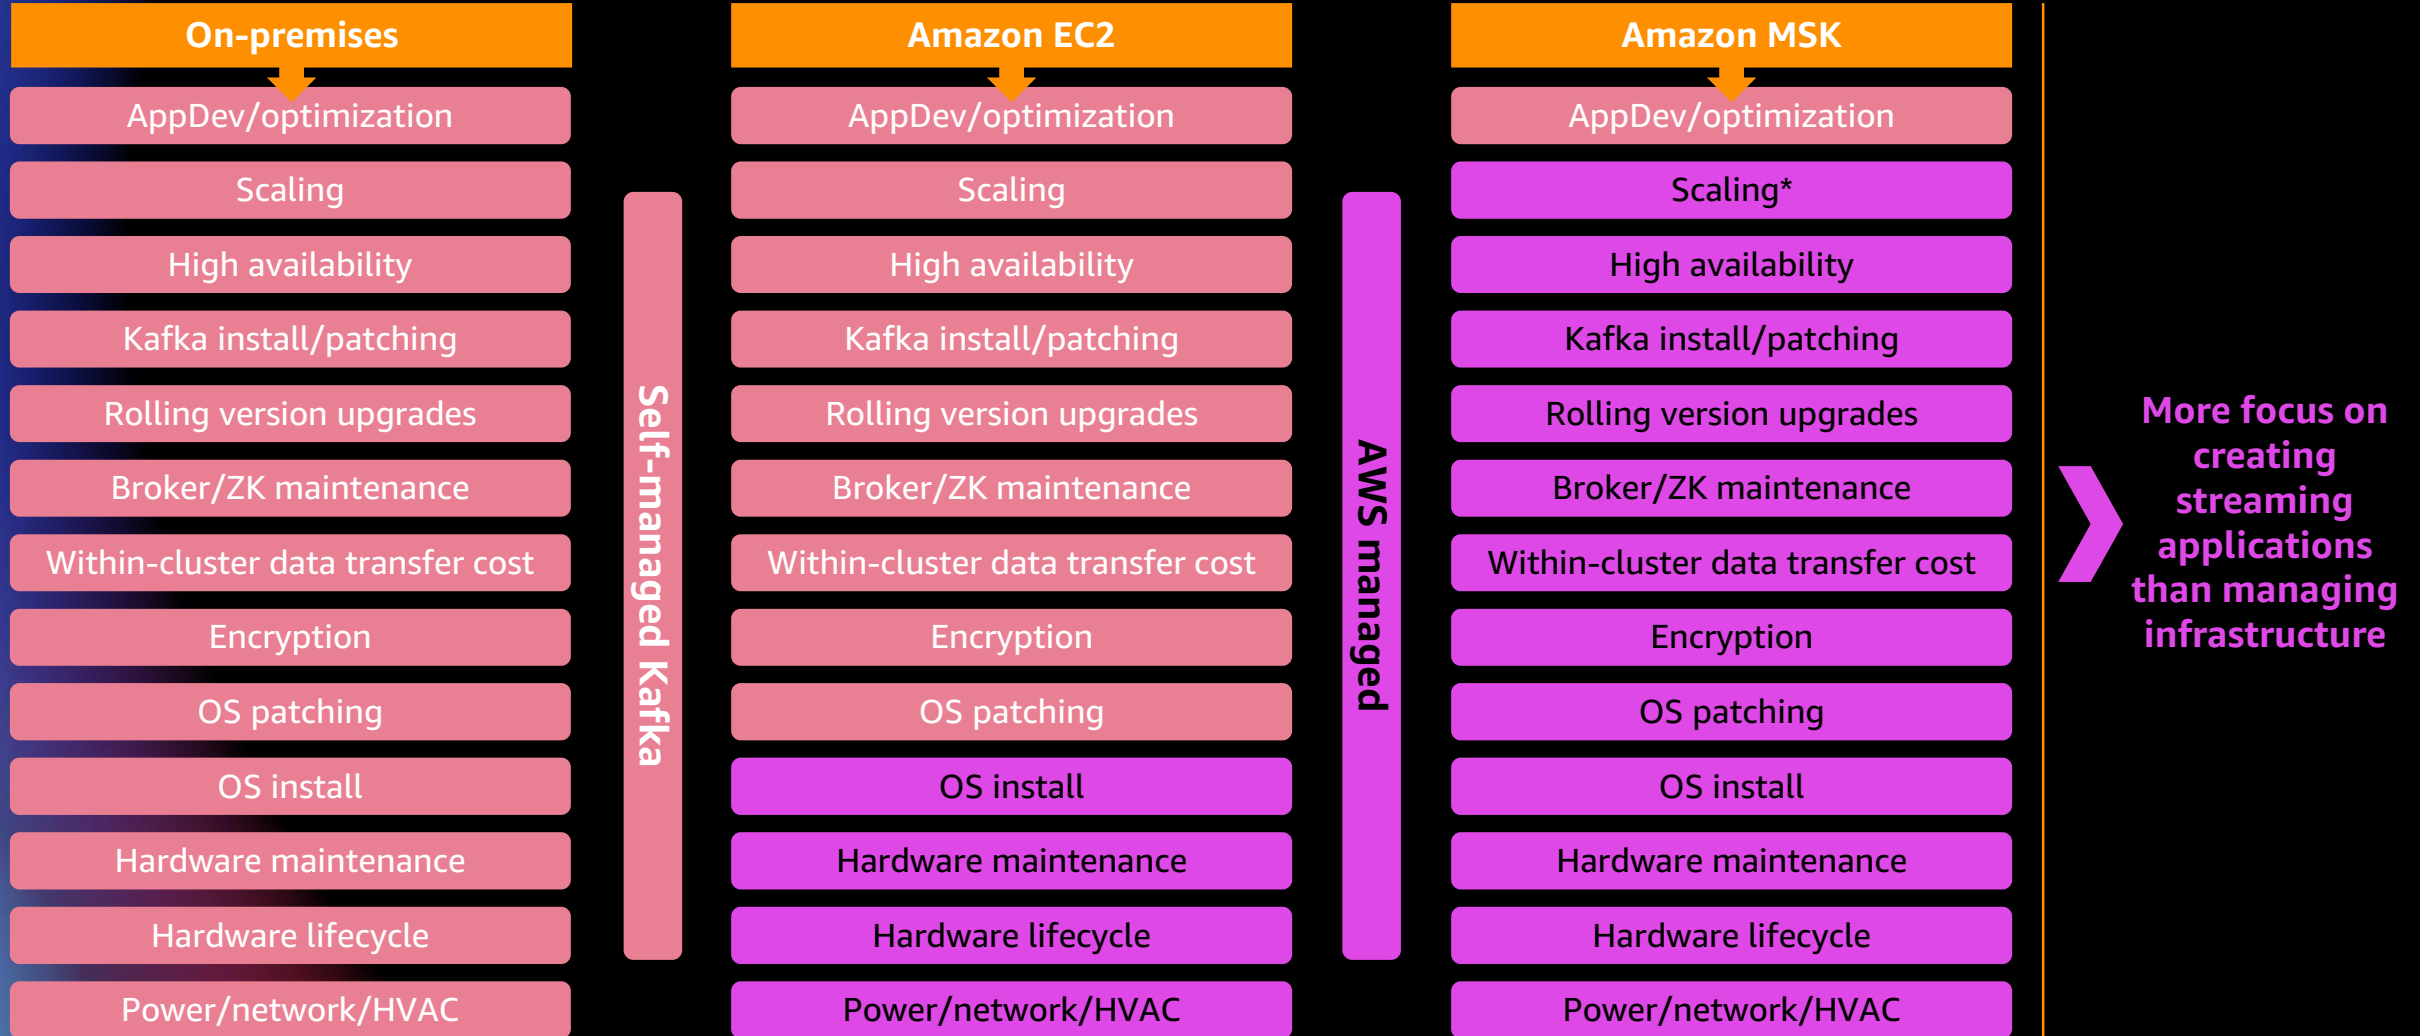 On-premises
AppDev/optimization
Scaling
High availability
Kafka install/patching
Rolling version upgrades
Broker/ZK maintenance
Within-cluster data transfer cost
Encryption
OS patching
OS install
Hardware maintenance
Hardware lifecycle
Power/network/HVAC
Self-managed Kafka
Amazon EC2
AppDev/optimization
Scaling
High availability
Kafka install/patching
Rolling version upgrades
Broker/ZK maintenance
Within-cluster data transfer cost
Encryption
OS patching
OS install
Hardware maintenance
Hardware lifecycle
Power/network/HVAC
AWS managed
Amazon MSK
AppDev/optimization
Scaling*
High availability
Kafka install/patching
Rolling version upgrades
Broker/ZK maintenance
Within-cluster data transfer cost
Encryption
OS patching
OS install
Hardware maintenance
Hardware lifecycle
Power/network/HVAC
More focus on
creating
streaming
applications
than managing
infrastructure